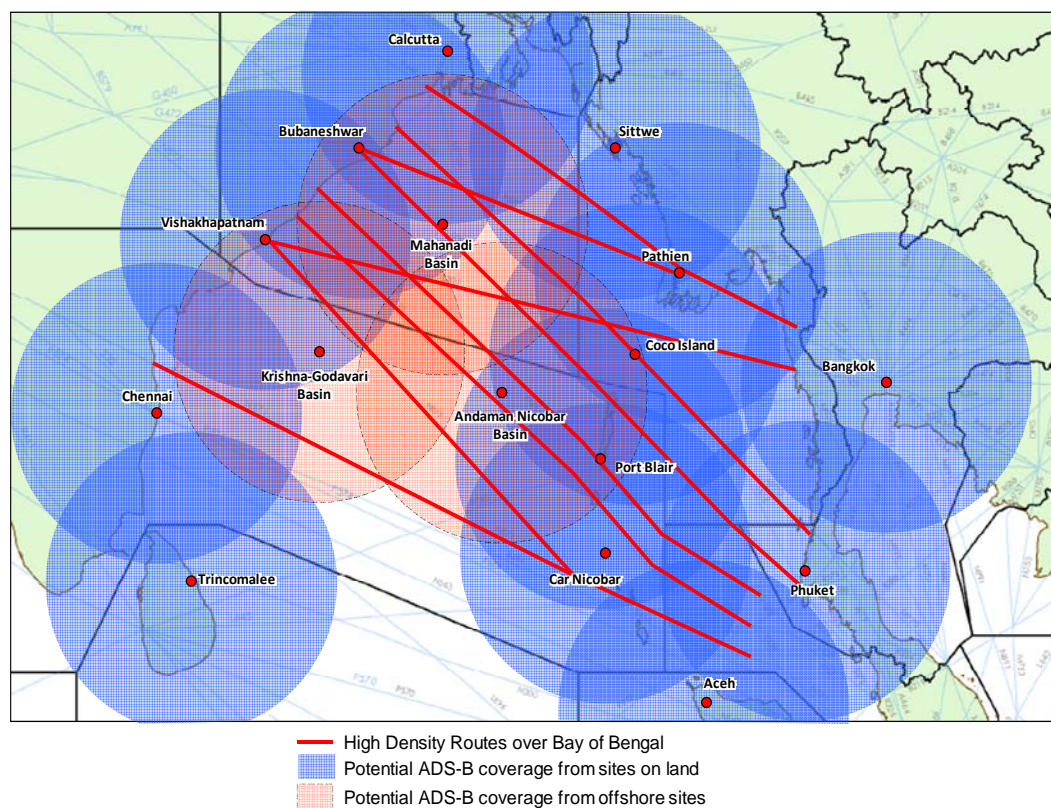 Calcutta
Bubaneshwar
Sittwe
Vishakhapatnam
Mahanadi
Basin
Pathien
Coco Island
Krishna-Godavari
Basin
Bangkok
Chennai
Andaman Nicobar
Basin
Port Blair
Trincomalee
Car Nicobar
Phuket
Aceh
P570
High Density Routes over Bay of Bengal
Potential ADS-B coverage from sites on land
Potential ADS-B coverage from offshore sites